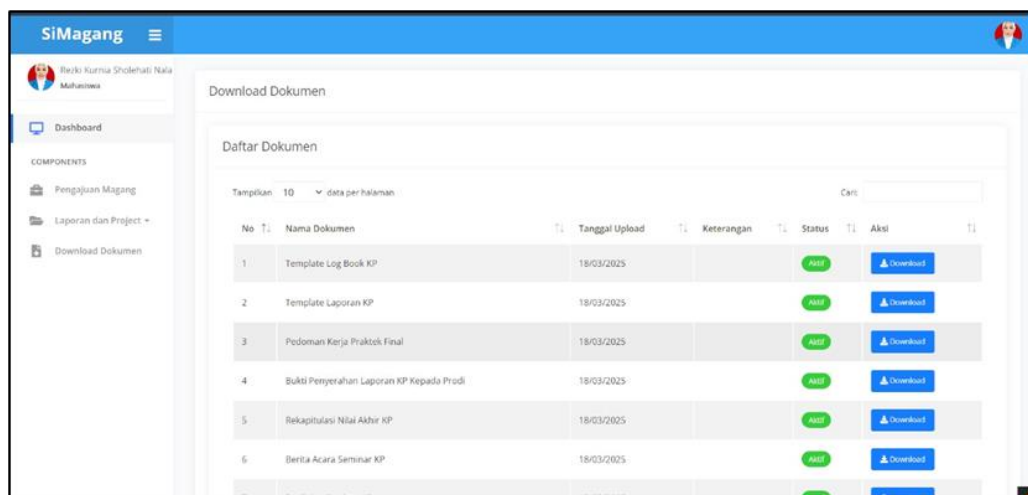 SiMagang
Rezki Kurnia Sholehati Nala
Mahasiswa
Dashboard
COMPONENTS
Pengajuan Magang
Laporan dan Project
Download Dokumen
Download Dokumen
Daftar Dokumen
Tampilkan 10 data per halaman
Cari:
No Nama Dokumen Tanggal Upload Keterangan Status Aksi
1 Template Log Book KP 18/03/2025 Aktif Download
2 Template Laporan KP 18/03/2025 Aktif Download
3 Pedoman Kerja Praktek Final 18/03/2025 Aktif Download
4 Bukti Penyerahan Laporan KP Kepada Prodi 18/03/2025 Aktif Download
5 Rekapitulasi Nilai Akhir KP 18/03/2025 Aktif Download
6 Berita Acara Seminar KP 18/03/2025 Aktif Download